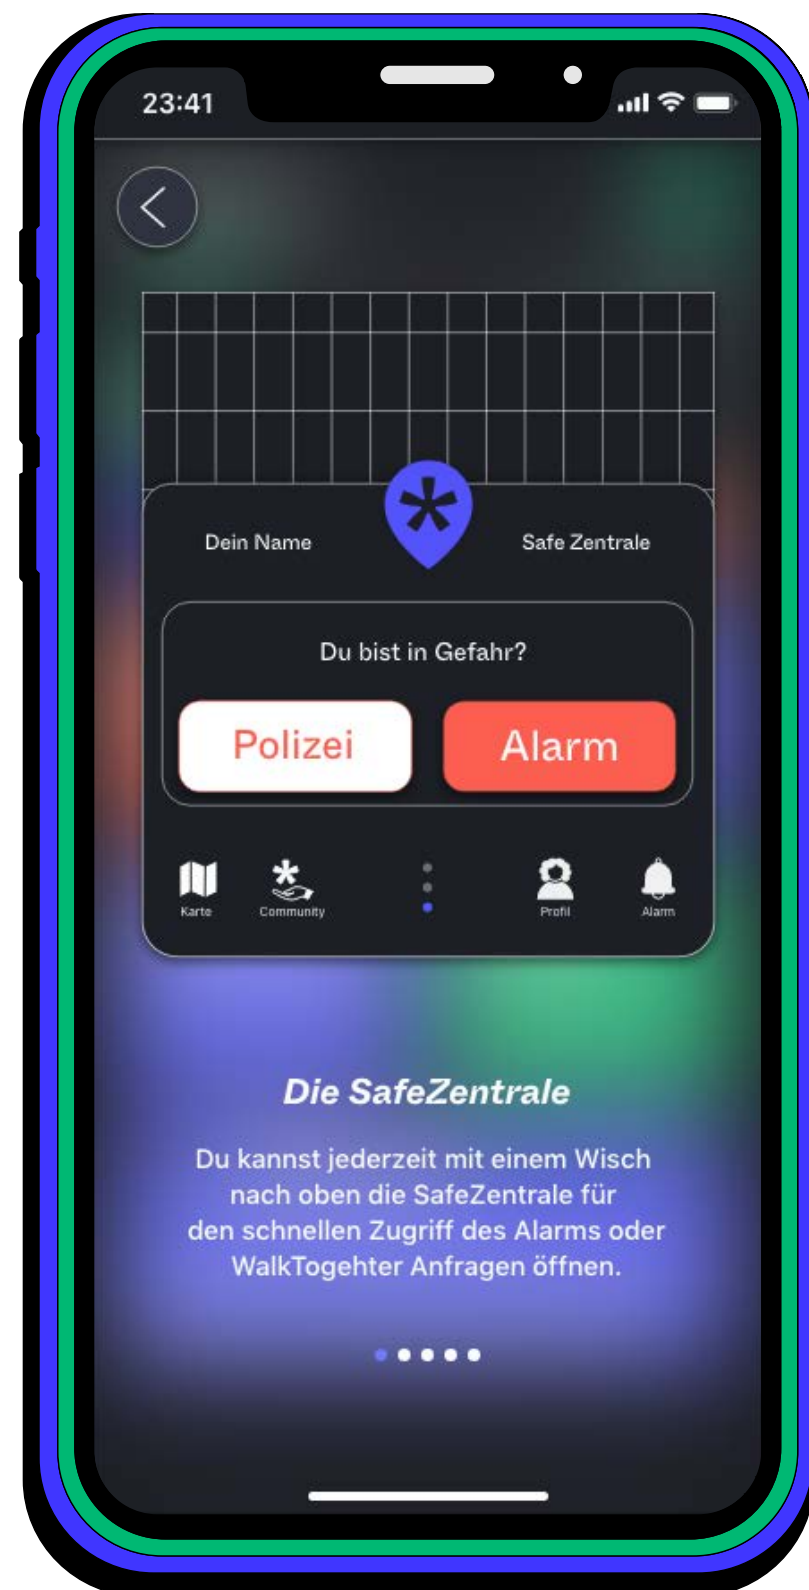 23:41
Dein Name
Safe Zentrale
Du bist in Gefahr?
Polizei
Alarm
Karte
Community
Profil
Alarm
Die SafeZentrale
Du kannst jederzeit mit einem Wisch
nach oben die SafeZentrale für
den schnellen Zugriff des Alarms oder
WalkTogehter Anfragen öffnen.